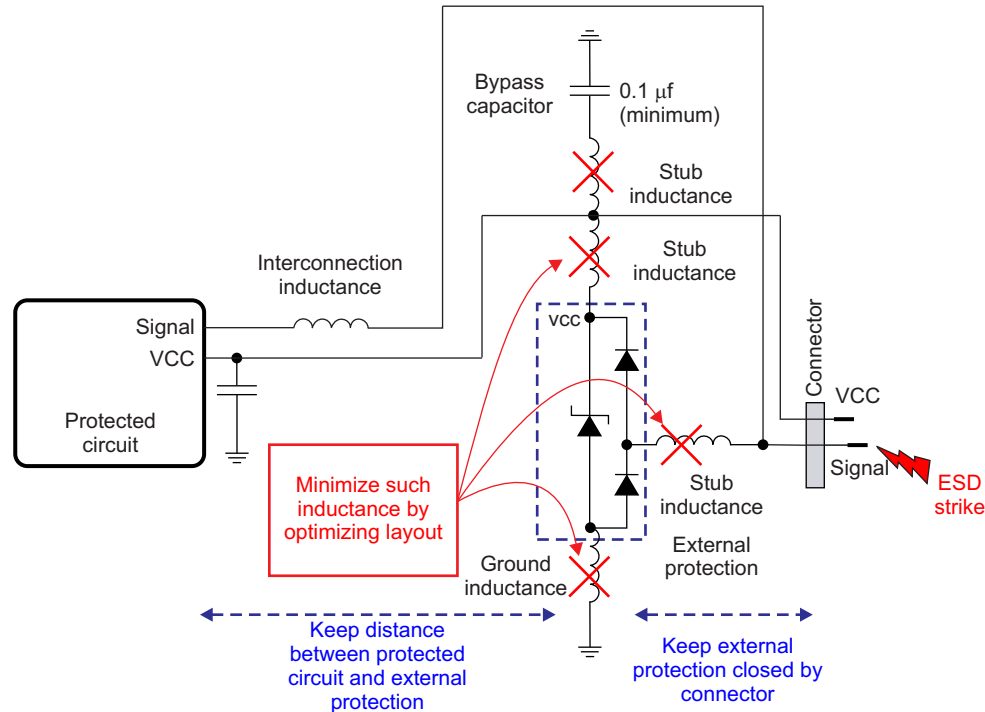 Bypass
capacitor
0.1 μf
(minimum)
Stub
inductance
Stub
inductance
Interconnection
inductance
Signal
VCC
Protected
circuit
vcc
Connector
VCC
Signal
ESD
strike
Minimize such
inductance by
optimizing layout
Stub
inductance
External
protection
Ground
inductance
Keep distance
between protected
circuit and external
protection
Keep external
protection closed by
connector